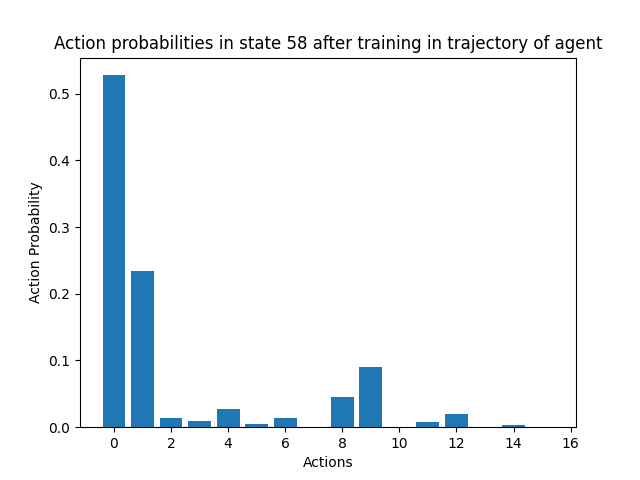 Action probabilities in state 58 after training in trajectory of agent
Action Probability
0.5
0.4
0.3
0.2
0.1
0.0
0 2 4 6 8 10 12 14 16
Actions